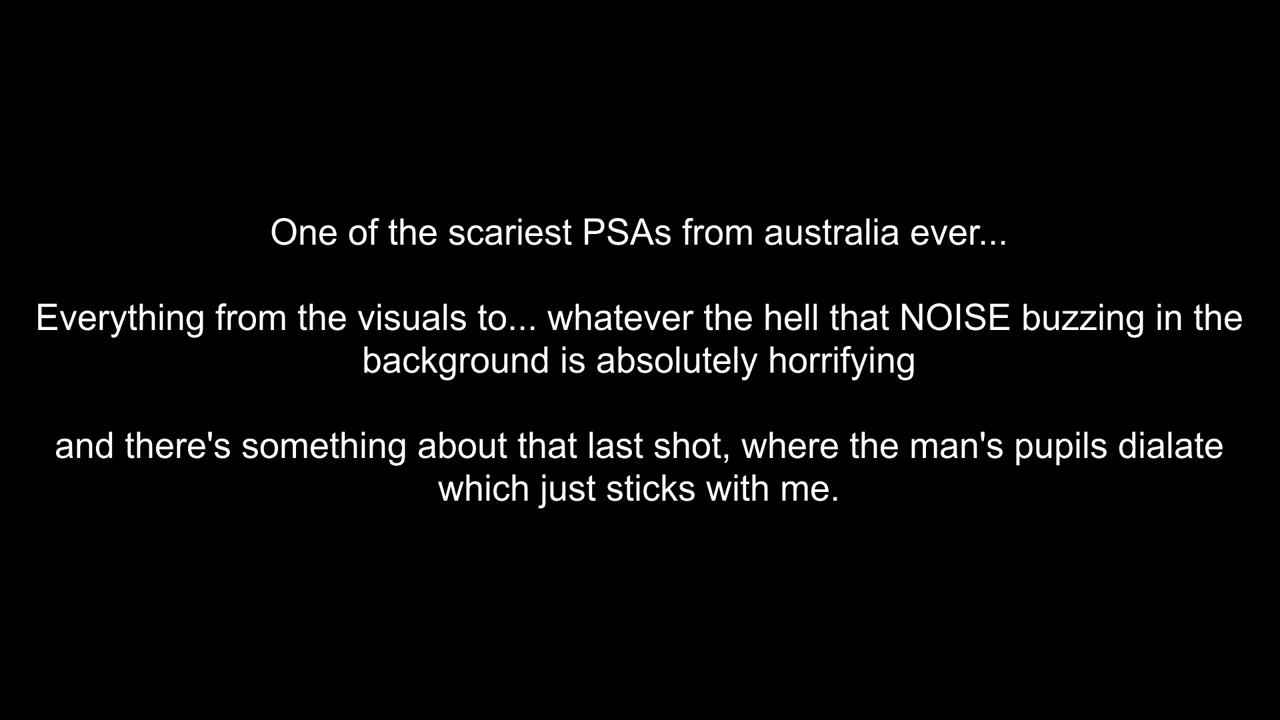 One of the scariest PSAs from australia ever...
Everything from the visuals to... whatever the hell that NOISE buzzing in the
background is absolutely horrifying
and there's something about that last shot, where the man's pupils dialate
which just sticks with me.